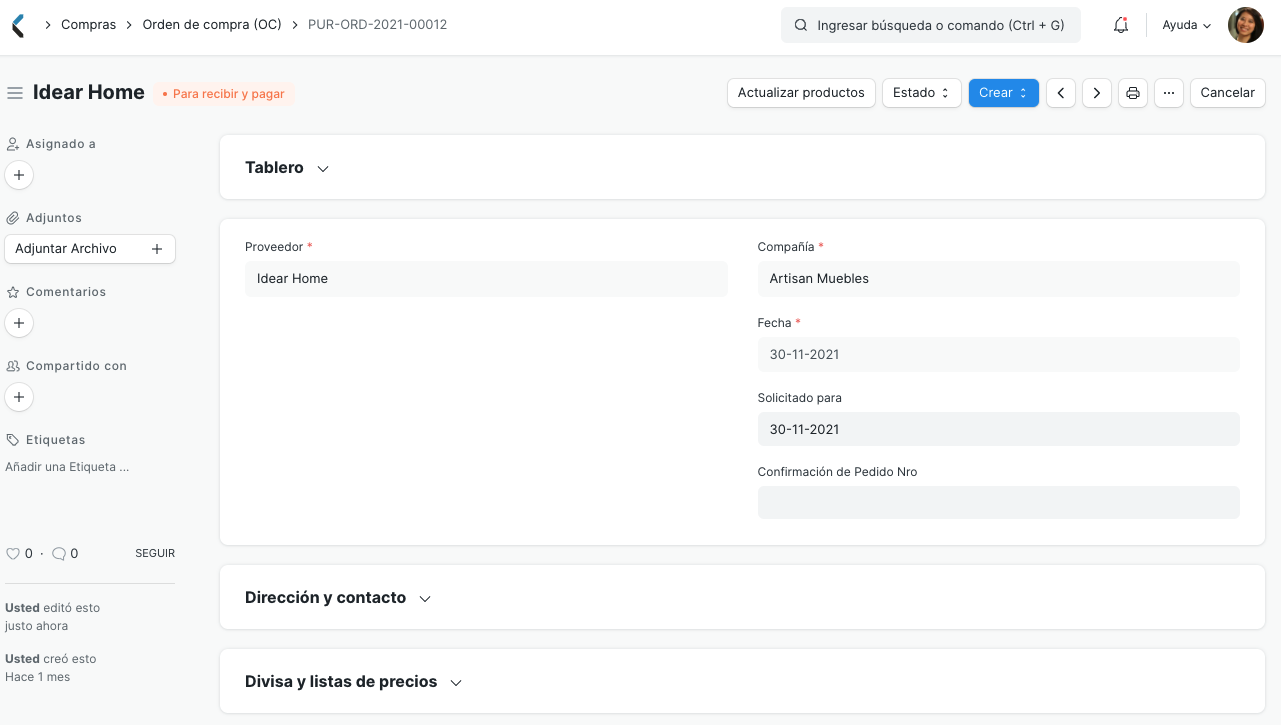 Compras
Orden de compra (OC)
PUR-ORD-2021-00012
Ingresar búsqueda o comando (Ctrl + G)
Ayuda
Idear Home
Para recibir y pagar
Actualizar productos
Estado
Crear
Cancelar
Asignado a
Adjuntos
Adjuntar Archivo
Comentarios
Compartido con
Etiquetas
Añadir una Etiqueta ...
0 · 0
SEGUIR
Usted editó esto
justo ahora
Usted creó esto
Hace 1 mes
Tablero
Proveedor *
Idear Home
Compañía *
Artisan Muebles
Fecha *
30-11-2021
Solicitado para
30-11-2021
Confirmación de Pedido Nro
Dirección y contacto
Divisa y listas de precios